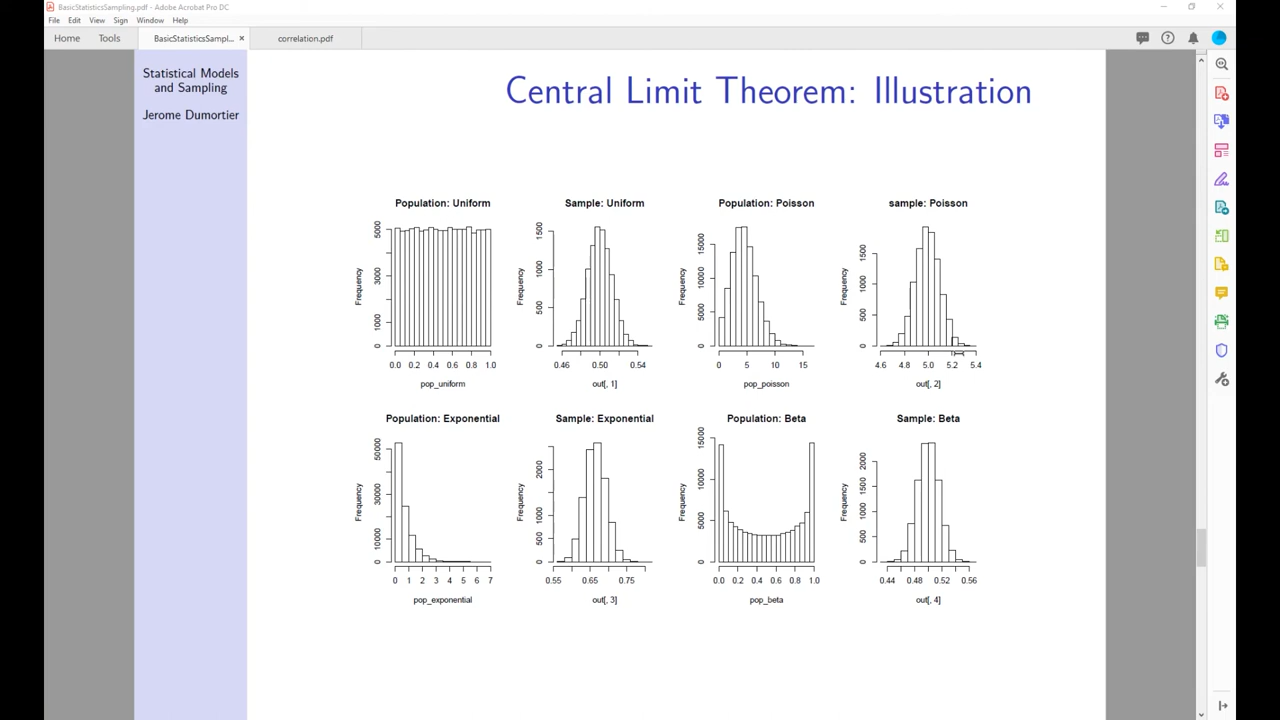 BasicStatisticsSampling.pdf - Adobe Acrobat Pro DC
File Edit View Sign Window Help
Home Tools BasicStatisticsSampl... × correlation.pdf
Statistical Models
and Sampling
Jerome Dumortier
Central Limit Theorem: Illustration
Population: Uniform
Frequency
0 1000 3000 5000
0.0 0.2 0.4 0.6 0.8 1.0
pop_uniform
Sample: Uniform
Frequency
0 500 1000 1500
0.46 0.50 0.54
out[, 1]
Population: Poisson
Frequency
0 5000 10000 15000
0 5 10 15
pop_poisson
sample: Poisson
Frequency
0 500 1000 1500
4.6 4.8 5.0 5.2 5.4
out[, 2]
Population: Exponential
Frequency
0 10000 30000 50000
0 1 2 3 4 5 6 7
pop_exponential
Sample: Exponential
Frequency
0 500 1000 2000
0.55 0.65 0.75
out[, 3]
Population: Beta
Frequency
0 5000 10000 15000
0.0 0.2 0.4 0.6 0.8 1.0
pop_beta
Sample: Beta
Frequency
0 500 1000 2000
0.44 0.48 0.52 0.56
out[, 4]